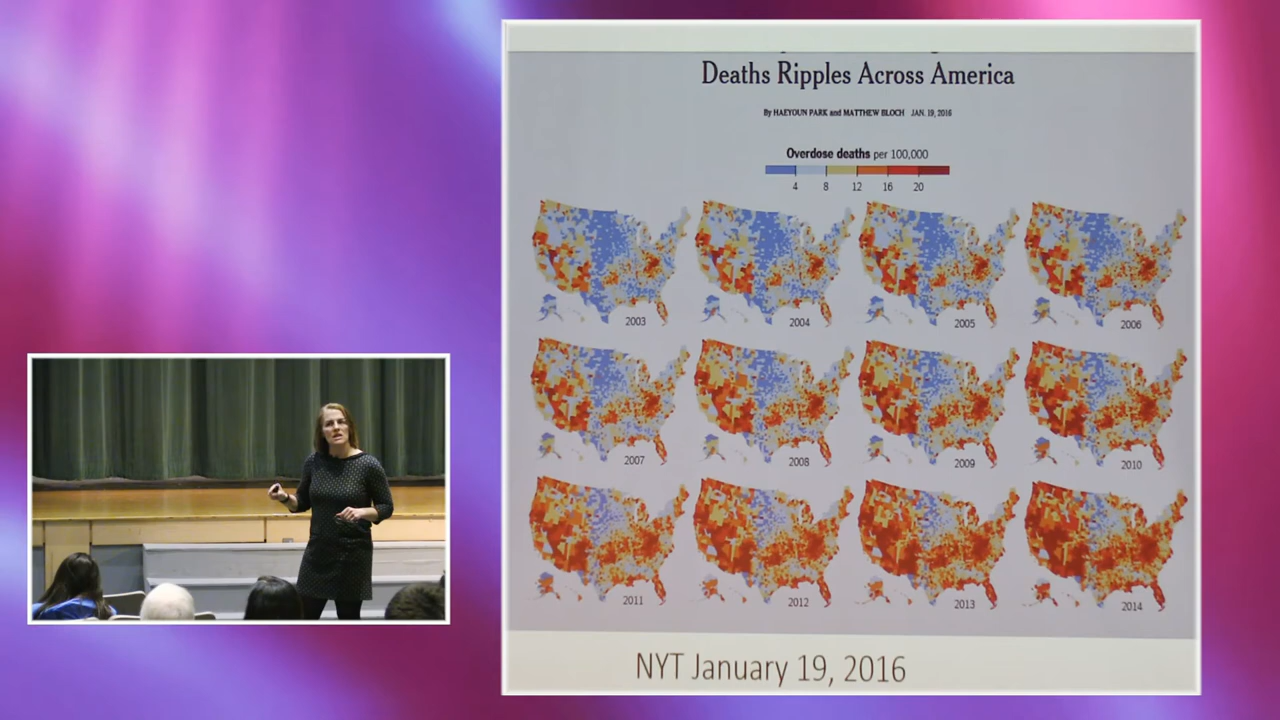 Deaths Ripples Across America
By HAEYOUN PARK and MATTHEW BLOCH JAN. 19, 2016
Overdose deaths per 100,000
4 8 12 16 20
2003 2004 2005 2006
2007 2008 2009 2010
2011 2012 2013 2014
NYT January 19, 2016